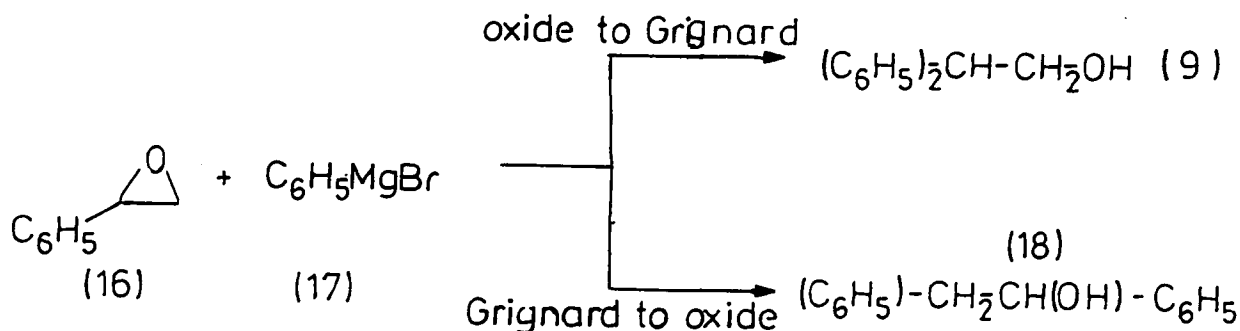 oxide to Grignard
(C₆H₅)₂CH-CH₂OH (9)
O
+ C₆H₅MgBr
C₆H₅
(16) (17)
(18)
Grignard to oxide (C₆H₅)-CH₂CH(OH)-C₆H₅